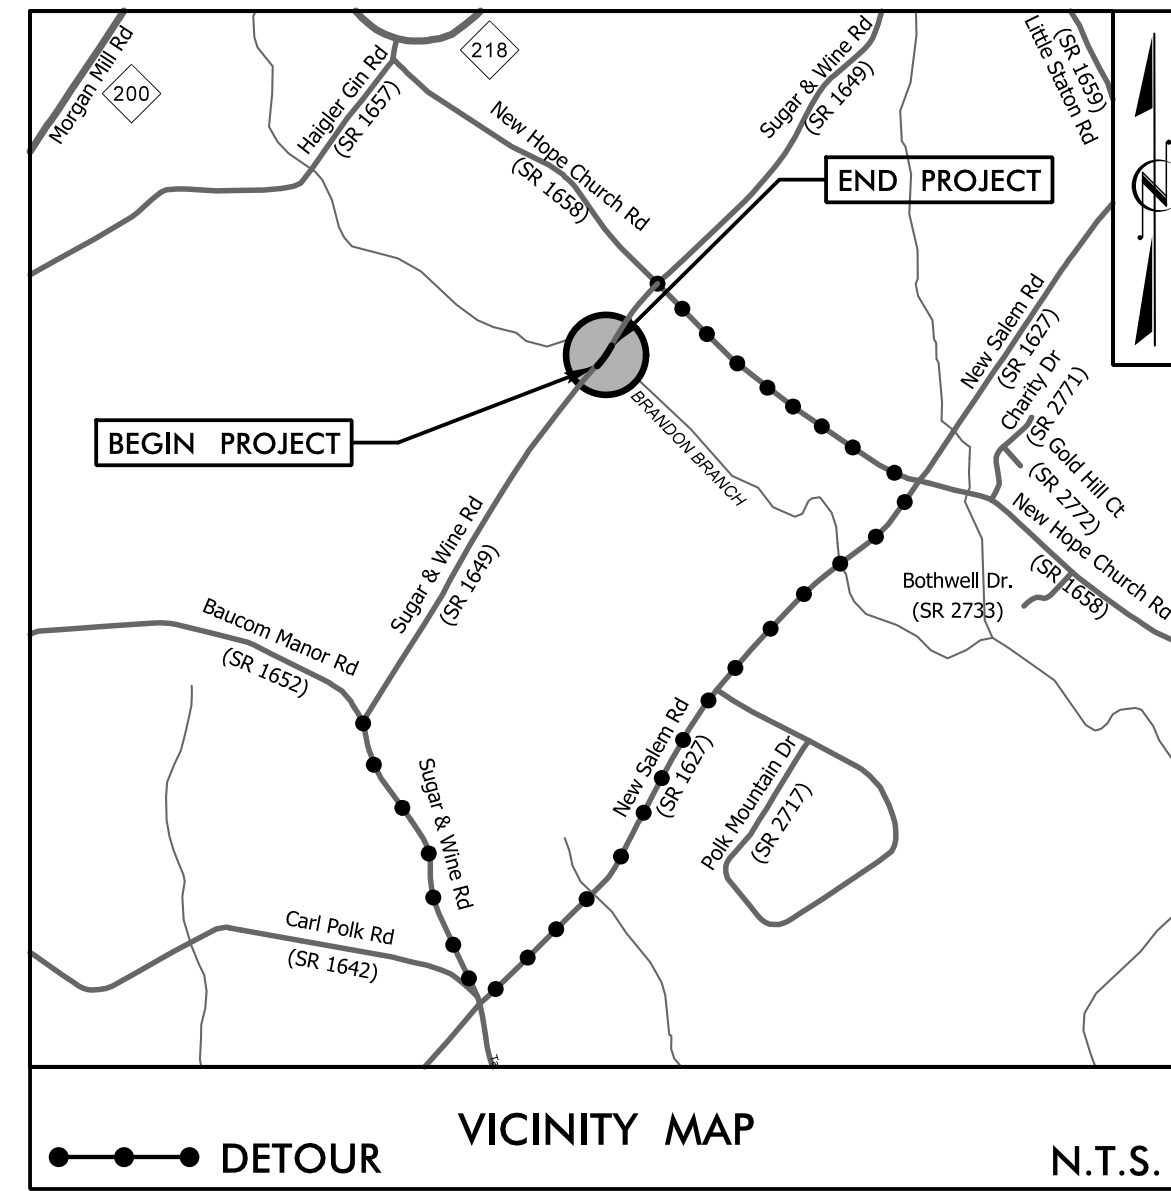 Morgan Mill Rd
200
Haigler Gin Rd
(SR 1657)
218
New Hope Church Rd
(SR 1658)
Sugar & Wine Rd
(SR 1649)
(SR 1659)
Little Staton Rd
END PROJECT
N
New Salem Rd
(SR 1627)
Charity Dr
(SR 2771)
Gold Hill Ct
(SR 2772)
New Hope Church Rd
(SR 1658)
BEGIN PROJECT
BRANDON BRANCH
Sugar & Wine Rd
(SR 1649)
Bothwell Dr.
(SR 2733)
Baucom Manor Rd
(SR 1652)
New Salem Rd
(SR 1627)
Polk Mountain Dr
(SR 2717)
Sugar & Wine Rd
Carl Polk Rd
(SR 1642)
VICINITY MAP
DETOUR
N.T.S.